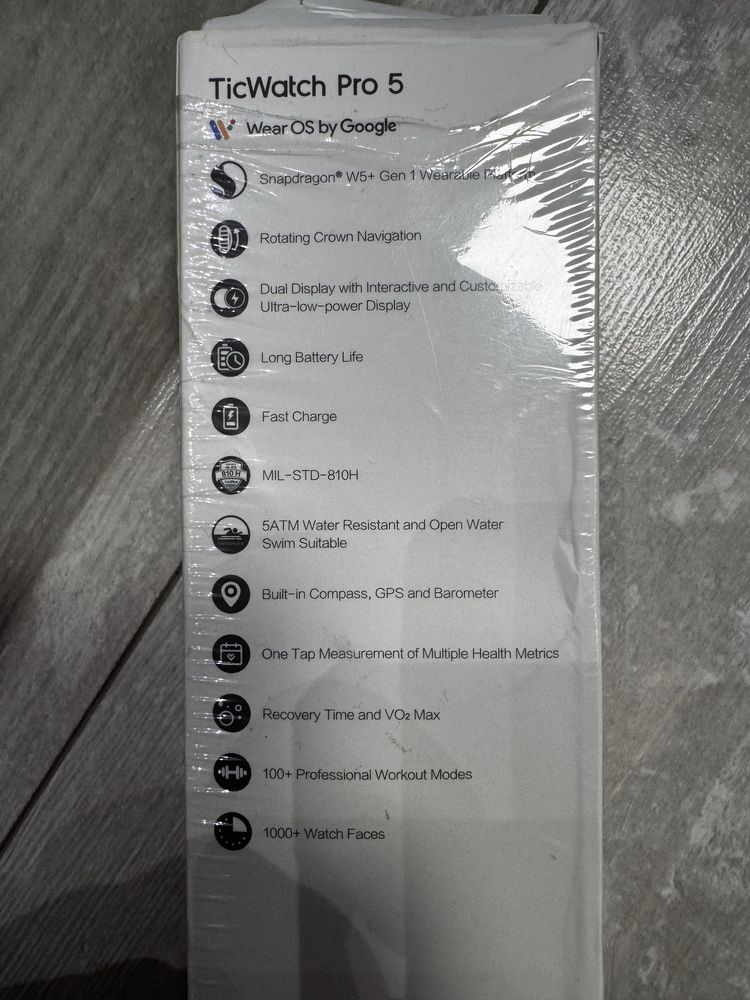 TicWatch Pro 5
Wear OS by Google
Snapdragon® W5+ Gen 1 Wearable Platform
Rotating Crown Navigation
Dual Display with Interactive and Customizable
Ultra-low-power Display
Long Battery Life
Fast Charge
810 H
MIL-STD-810H
5ATM Water Resistant and Open Water
Swim Suitable
Built-in Compass, GPS and Barometer
One Tap Measurement of Multiple Health Metrics
Recovery Time and VO₂ Max
100+ Professional Workout Modes
1000+ Watch Faces